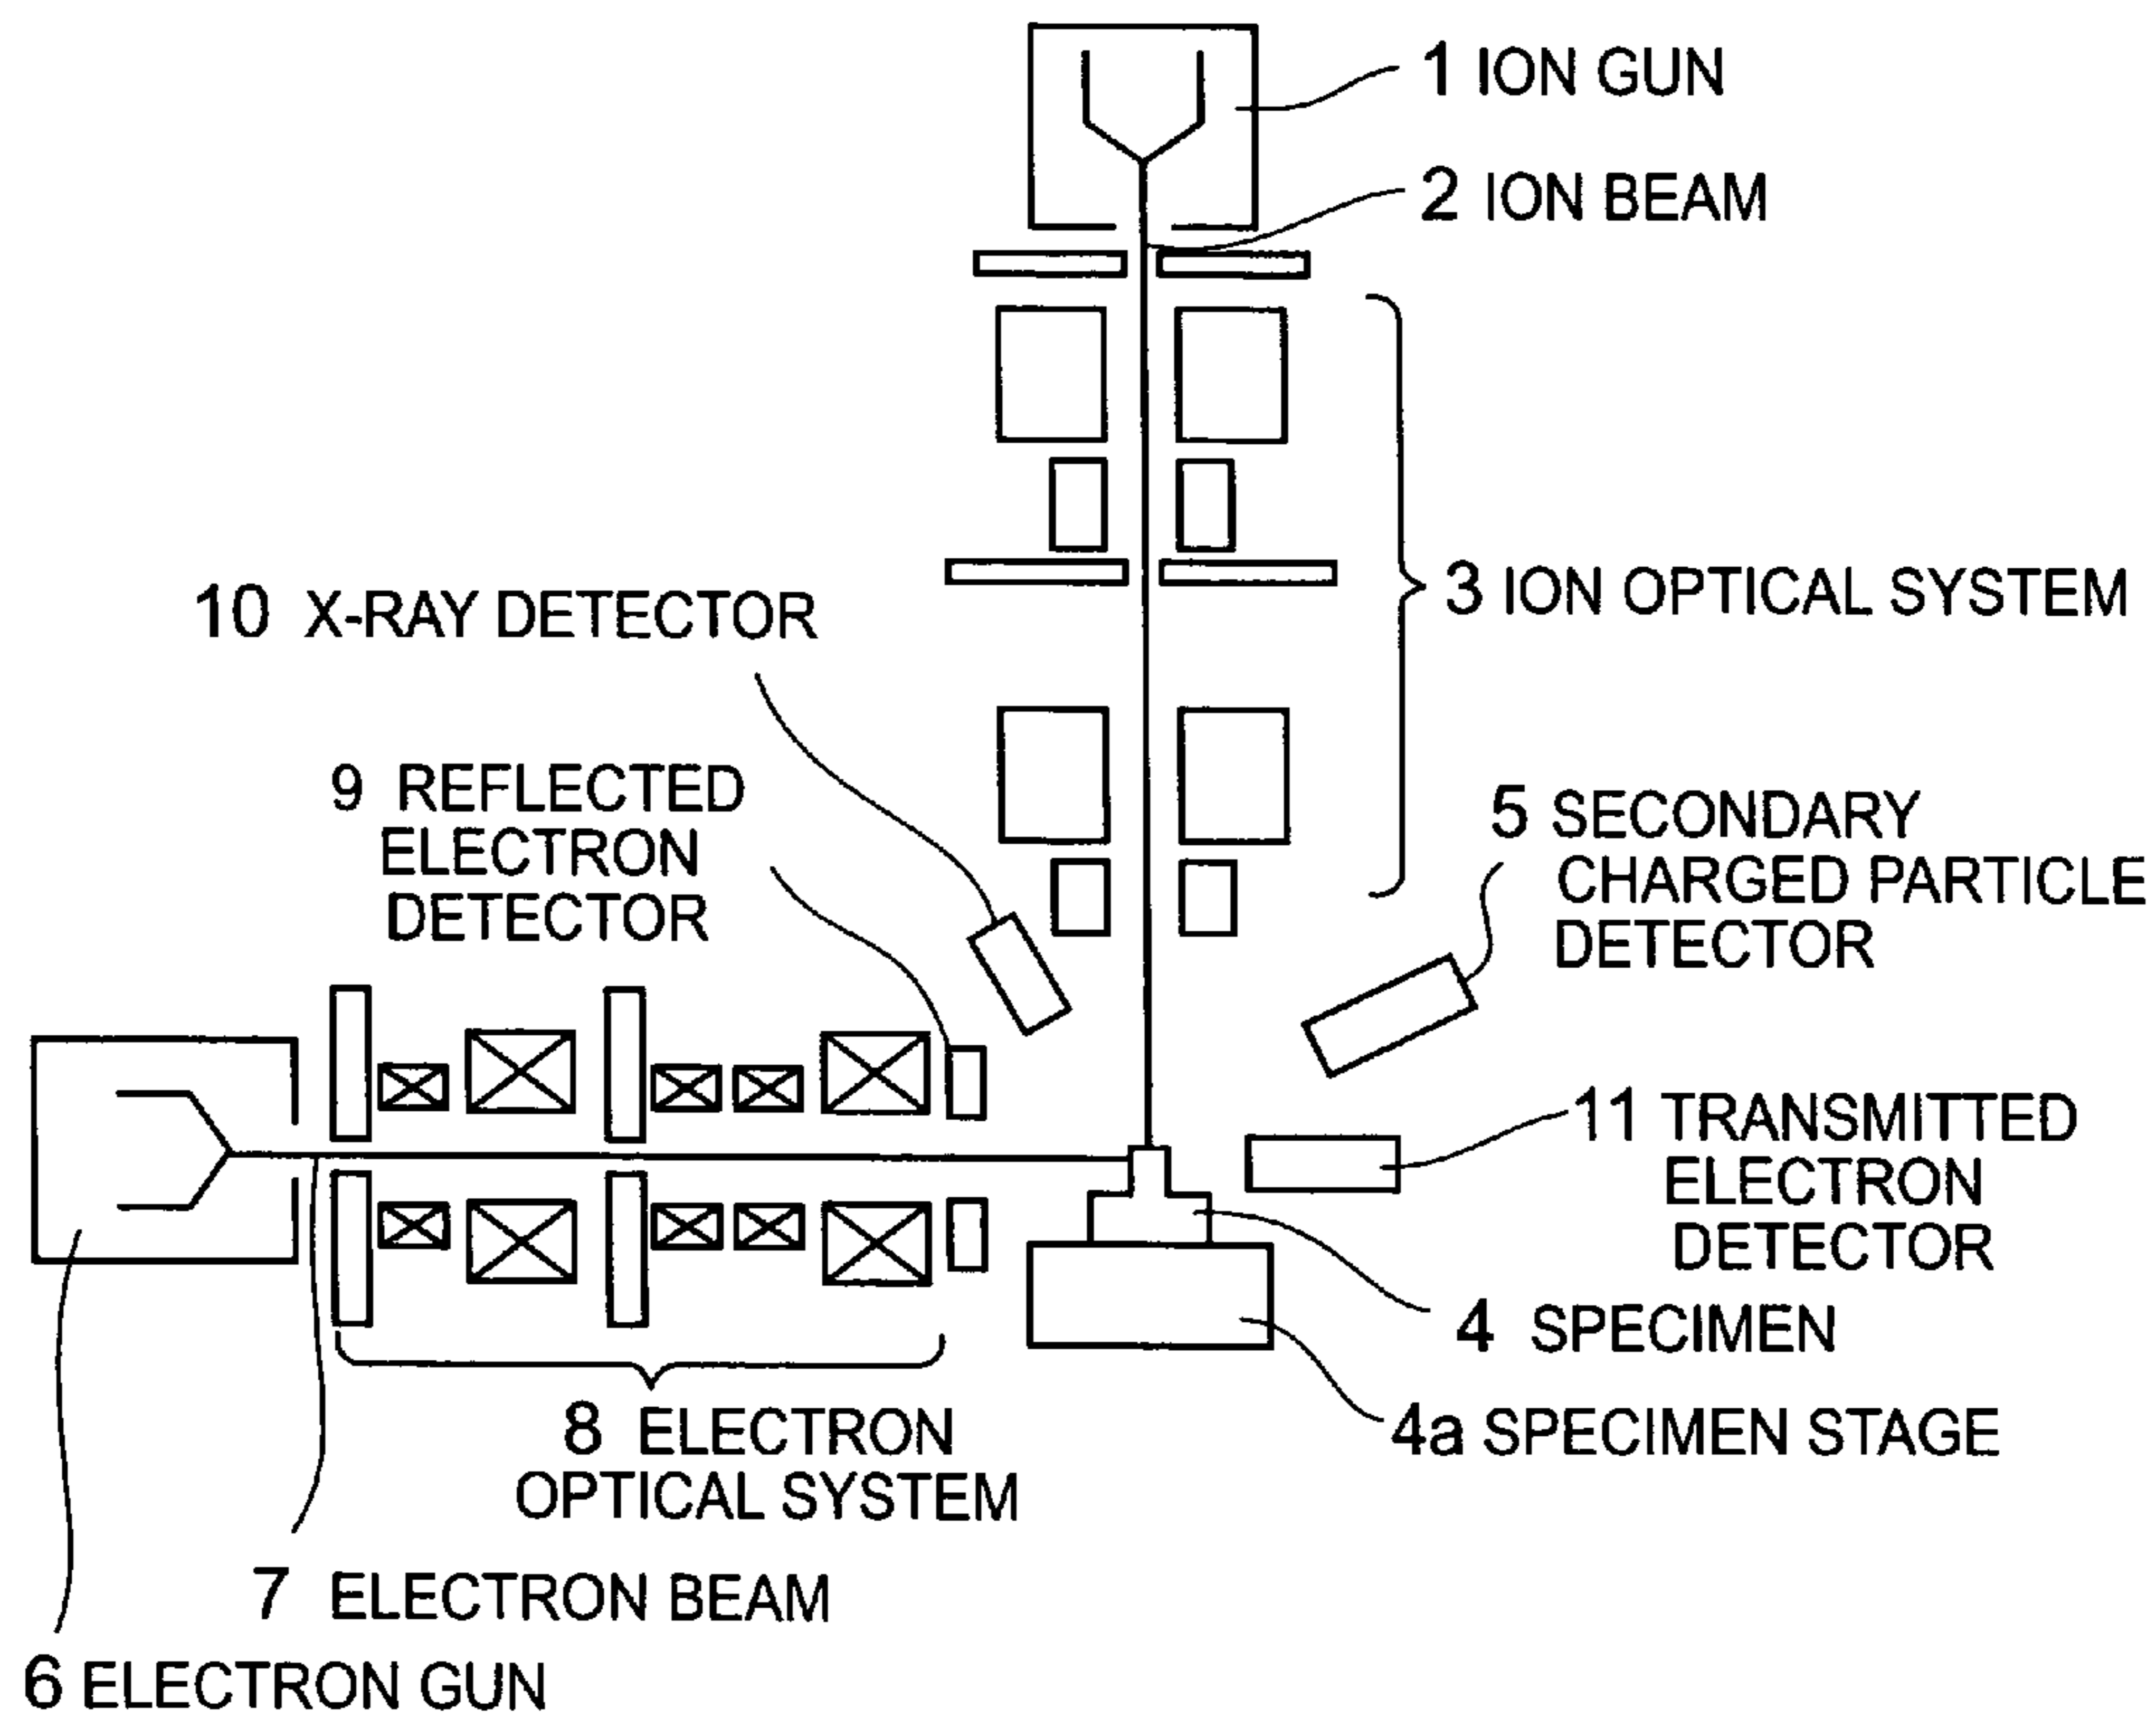 1 ION GUN
2 ION BEAM
3 ION OPTICAL SYSTEM
10 X-RAY DETECTOR
9 REFLECTED
ELECTRON
DETECTOR
5 SECONDARY
CHARGED PARTICLE
DETECTOR
11 TRANSMITTED
ELECTRON
DETECTOR
4 SPECIMEN
4a SPECIMEN STAGE
8 ELECTRON
OPTICAL SYSTEM
7 ELECTRON BEAM
6 ELECTRON GUN